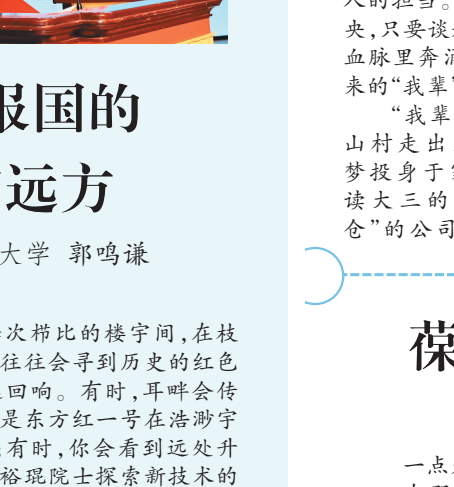 报国的
远方
大学 郭鸣谦
次栉比的楼宇间,在枝
往往会寻到历史的红色
回响。有时,耳畔会传
是东方红一号在浩渺宇
有时,你会看到远处升
裕琨院士探索新技术的
人的担当。
央,只要谈
血脉里奔涌
来的“我辈”
“我辈
山村走出
梦投身于
读大三的
仓”的公司
葆
一点